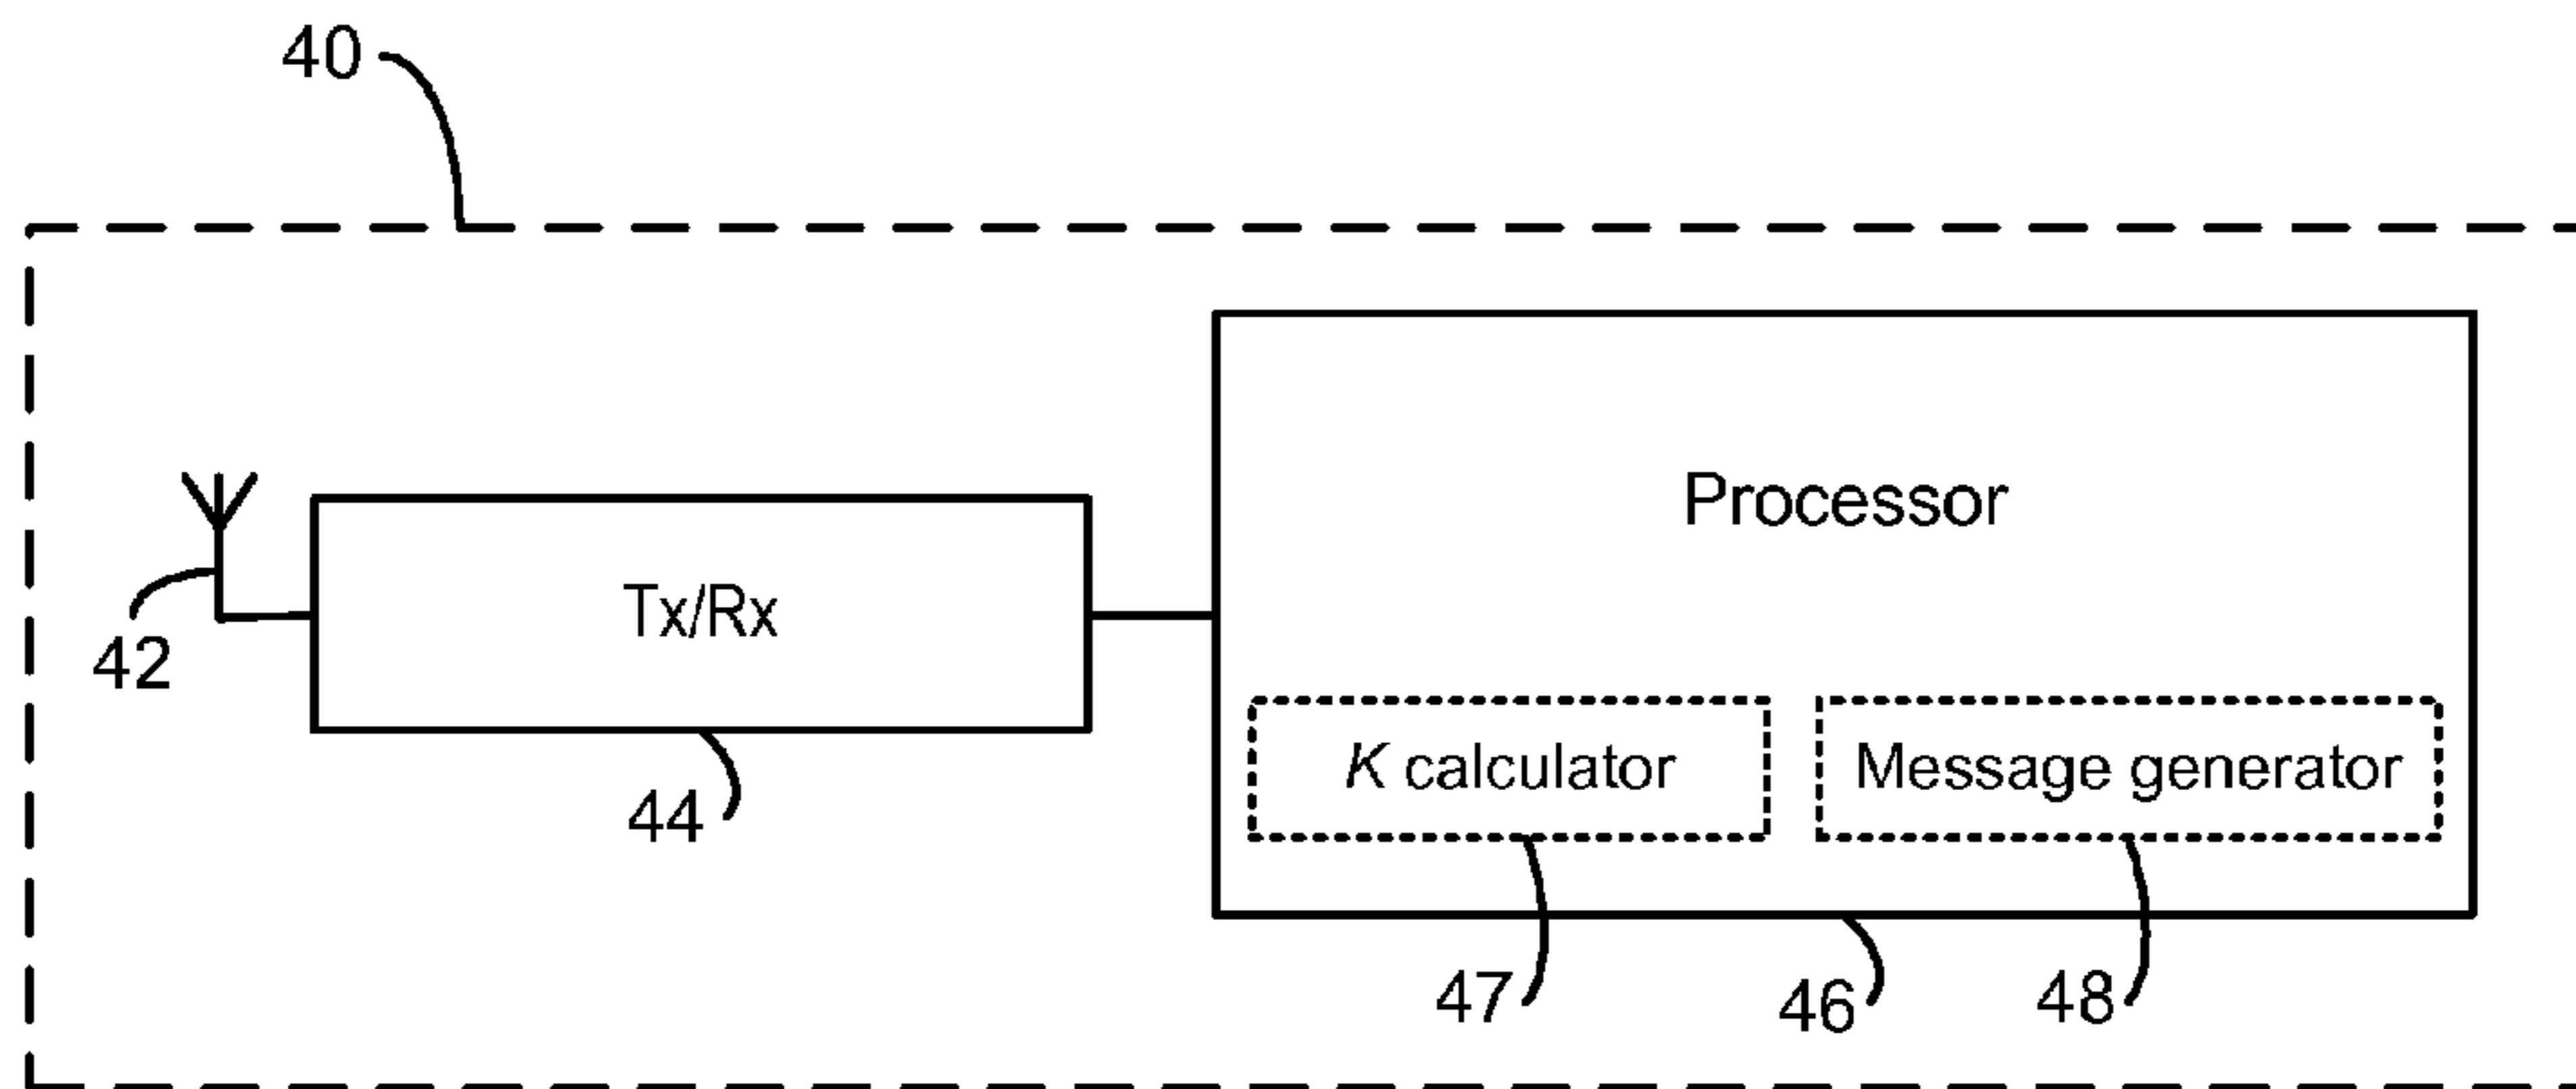 40
Processor
Tx/Rx
42
K calculator
Message generator
44
47
46
48